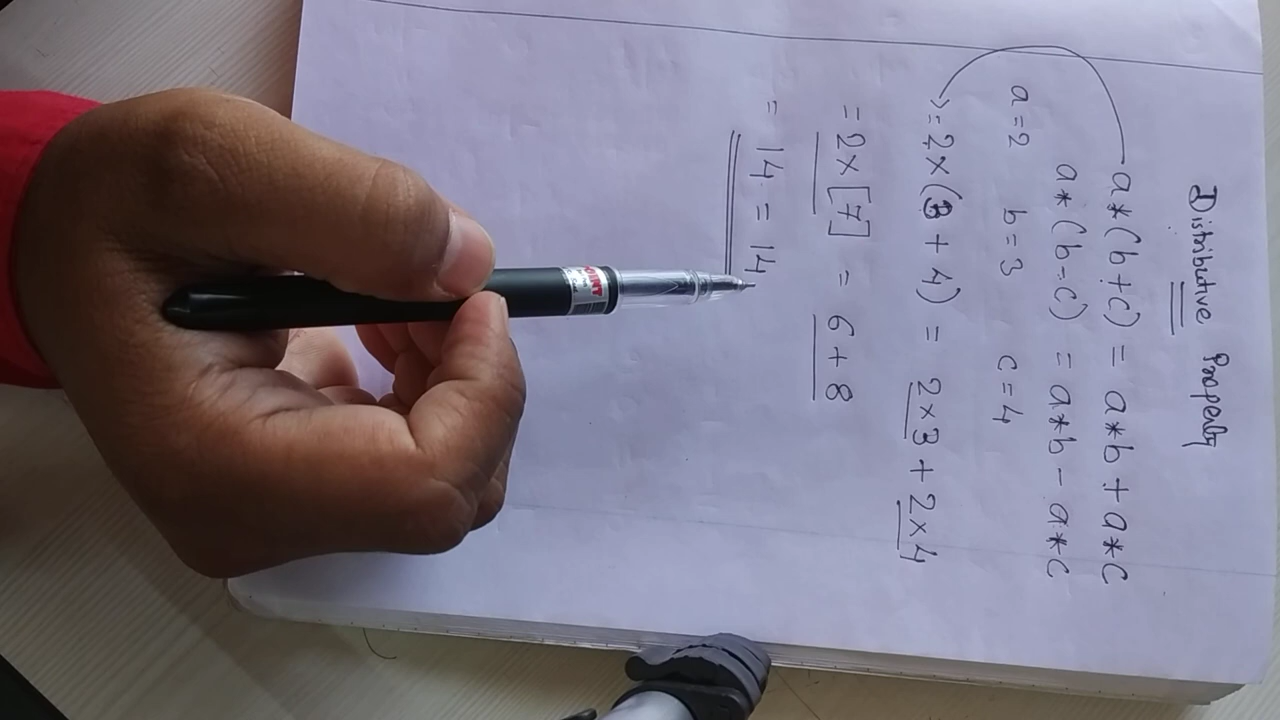 Distributive Property
a*(b+c) = a*b + a*c
a*(b-c) = a*b - a*c
a=2 b=3 c=4
= 2×(3+4) = 2×3 + 2×4
= 2×[7] = 6+8
= 14 = 14